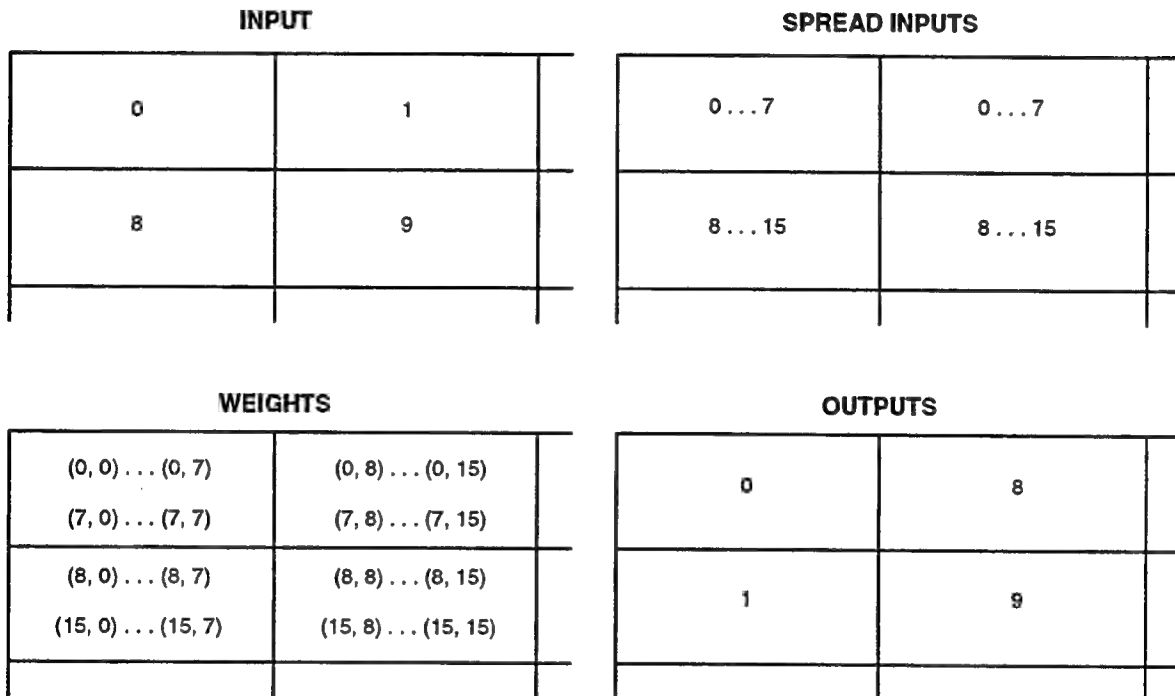 INPUT
0 1
8 9
SPREAD INPUTS
0 . . . 7 0 . . . 7
8 . . . 15 8 . . . 15
WEIGHTS
(0, 0) . . . (0, 7) (0, 8) . . . (0, 15)
(7, 0) . . . (7, 7) (7, 8) . . . (7, 15)
(8, 0) . . . (8, 7) (8, 8) . . . (8, 15)
(15, 0) . . . (15, 7) (15, 8) . . . (15, 15)
OUTPUTS
0 8
1 9